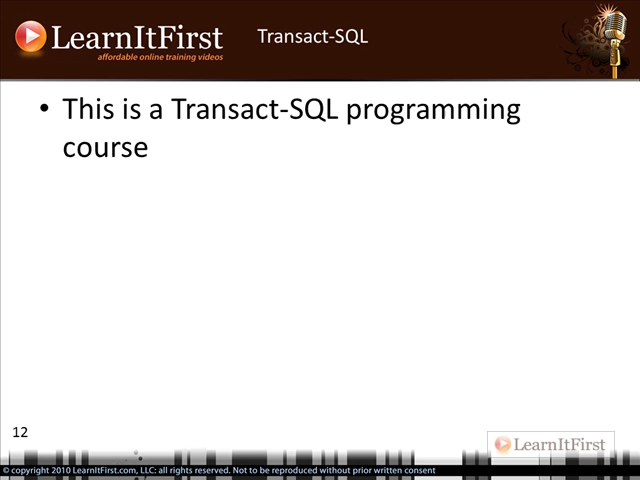 LearnItFirst
affordable online training videos
Transact-SQL
• This is a Transact-SQL programming
course
12
LearnItFirst
© copyright 2010 LearnItFirst.com, LLC: all rights reserved. Not to be reproduced without prior written consent